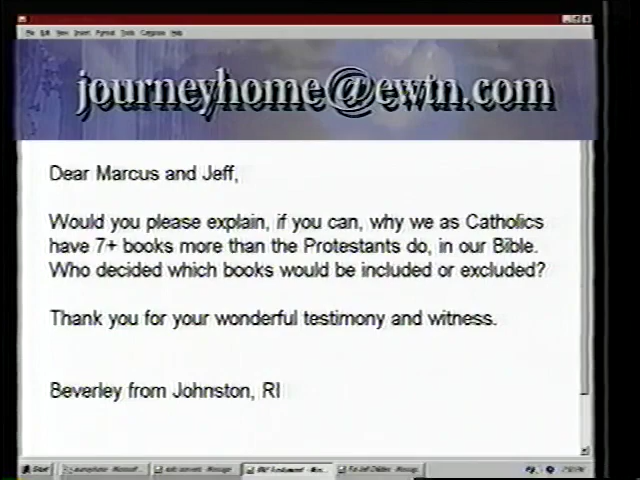 journeyhome@ewtn.com
Dear Marcus and Jeff,
Would you please explain, if you can, why we as Catholics
have 7+ books more than the Protestants do, in our Bible.
Who decided which books would be included or excluded?
Thank you for your wonderful testimony and witness.
Beverley from Johnston, RI
Start